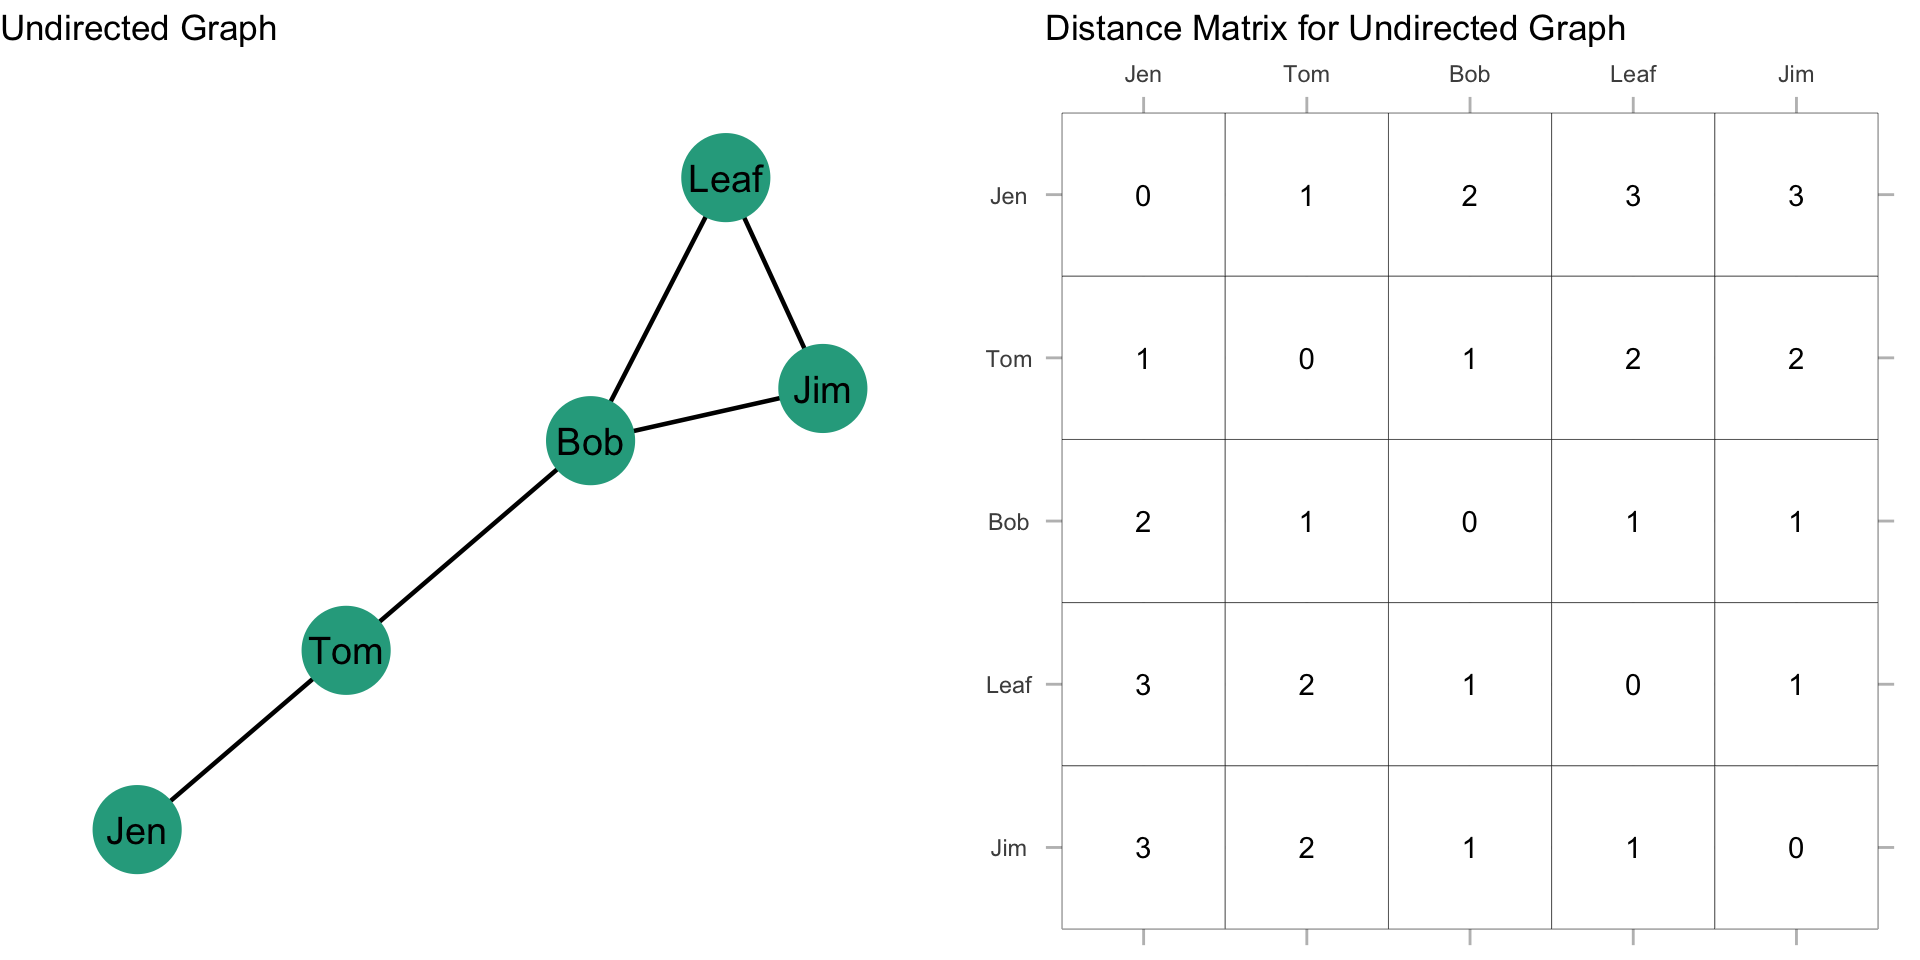 Undirected Graph
Leaf
Jim
Bob
Tom
Jen
Distance Matrix for Undirected Graph
Jen Tom Bob Leaf Jim
Jen 0 1 2 3 3
Tom 1 0 1 2 2
Bob 2 1 0 1 1
Leaf 3 2 1 0 1
Jim 3 2 1 1 0